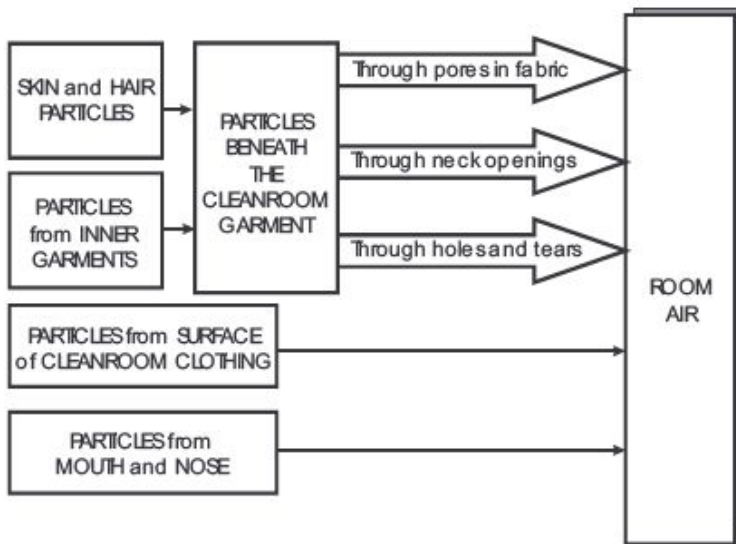 SKIN and HAIR
PARTICLES
PARTICLES
from INNER
GARMENTS
PARTICLES
BENEATH
THE
CLEANROOM
GARMENT
Through pores in fabric
Through neck openings
Through holes and tears
PARTICLES from SURFACE
of CLEANROOM CLOTHING
PARTICLES from
MOUTH and NOSE
ROOM
AIR